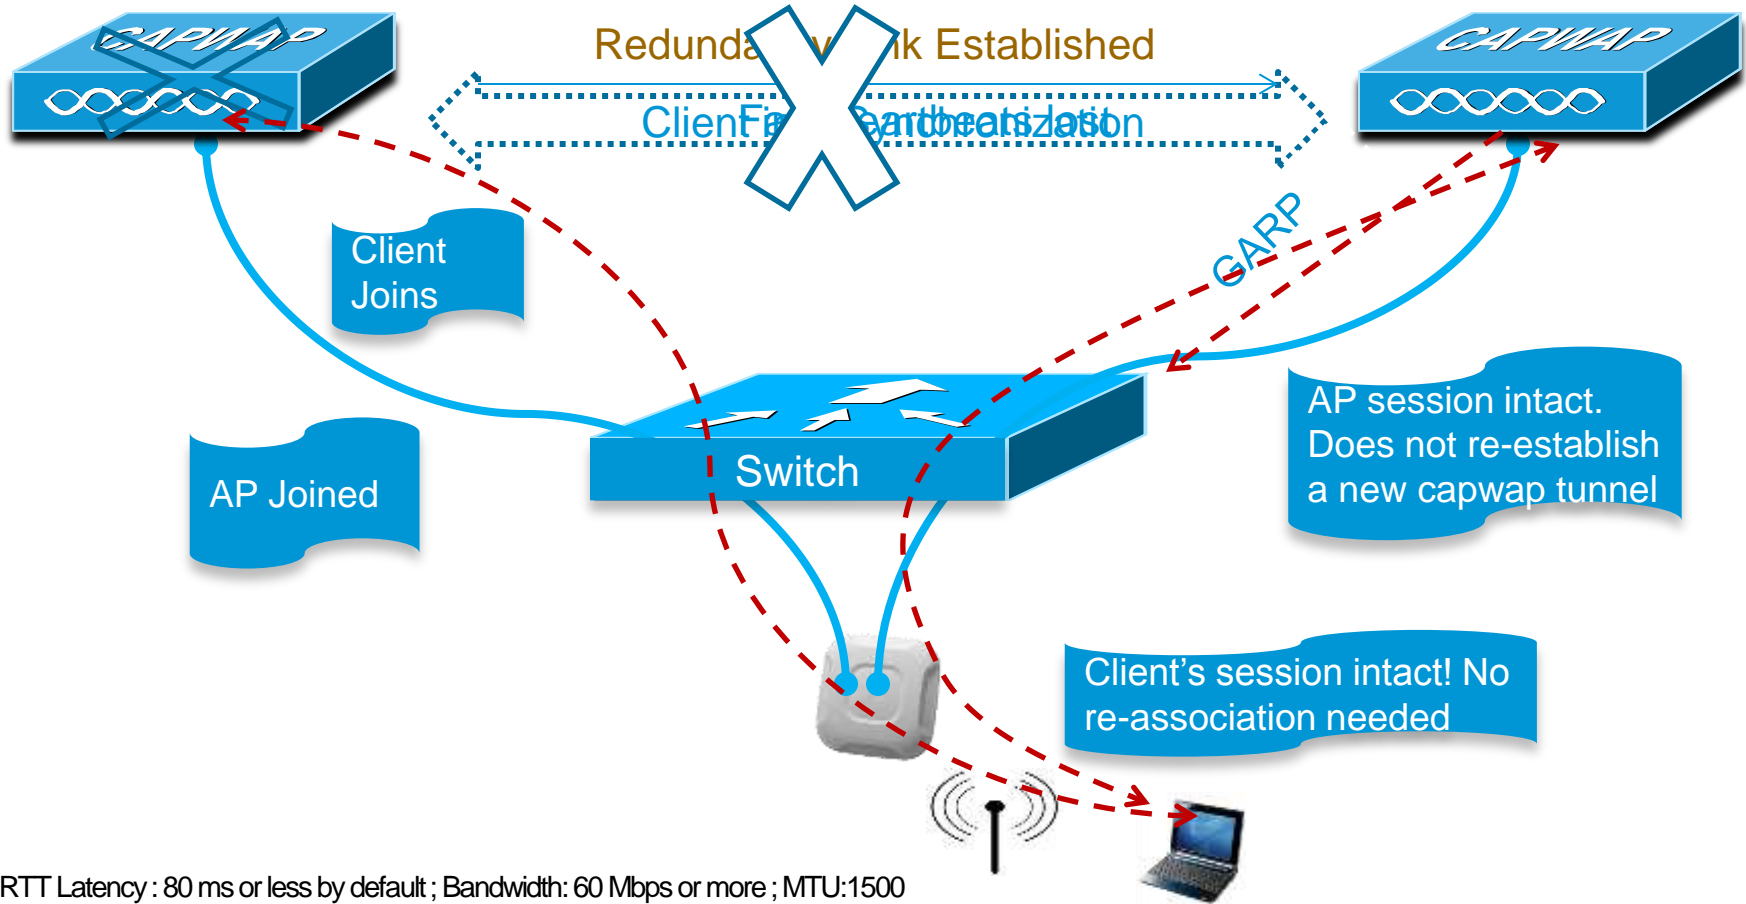 CAPWAP
Redundancy Link Established
CAPWAP
Client
Joins
GARP
AP session intact.
Does not re-establish
a new capwap tunnel
Switch
AP Joined
Client’s session intact! No
re-association needed
RTT Latency : 80 ms or less by default ; Bandwidth: 60 Mbps or more ; MTU:1500